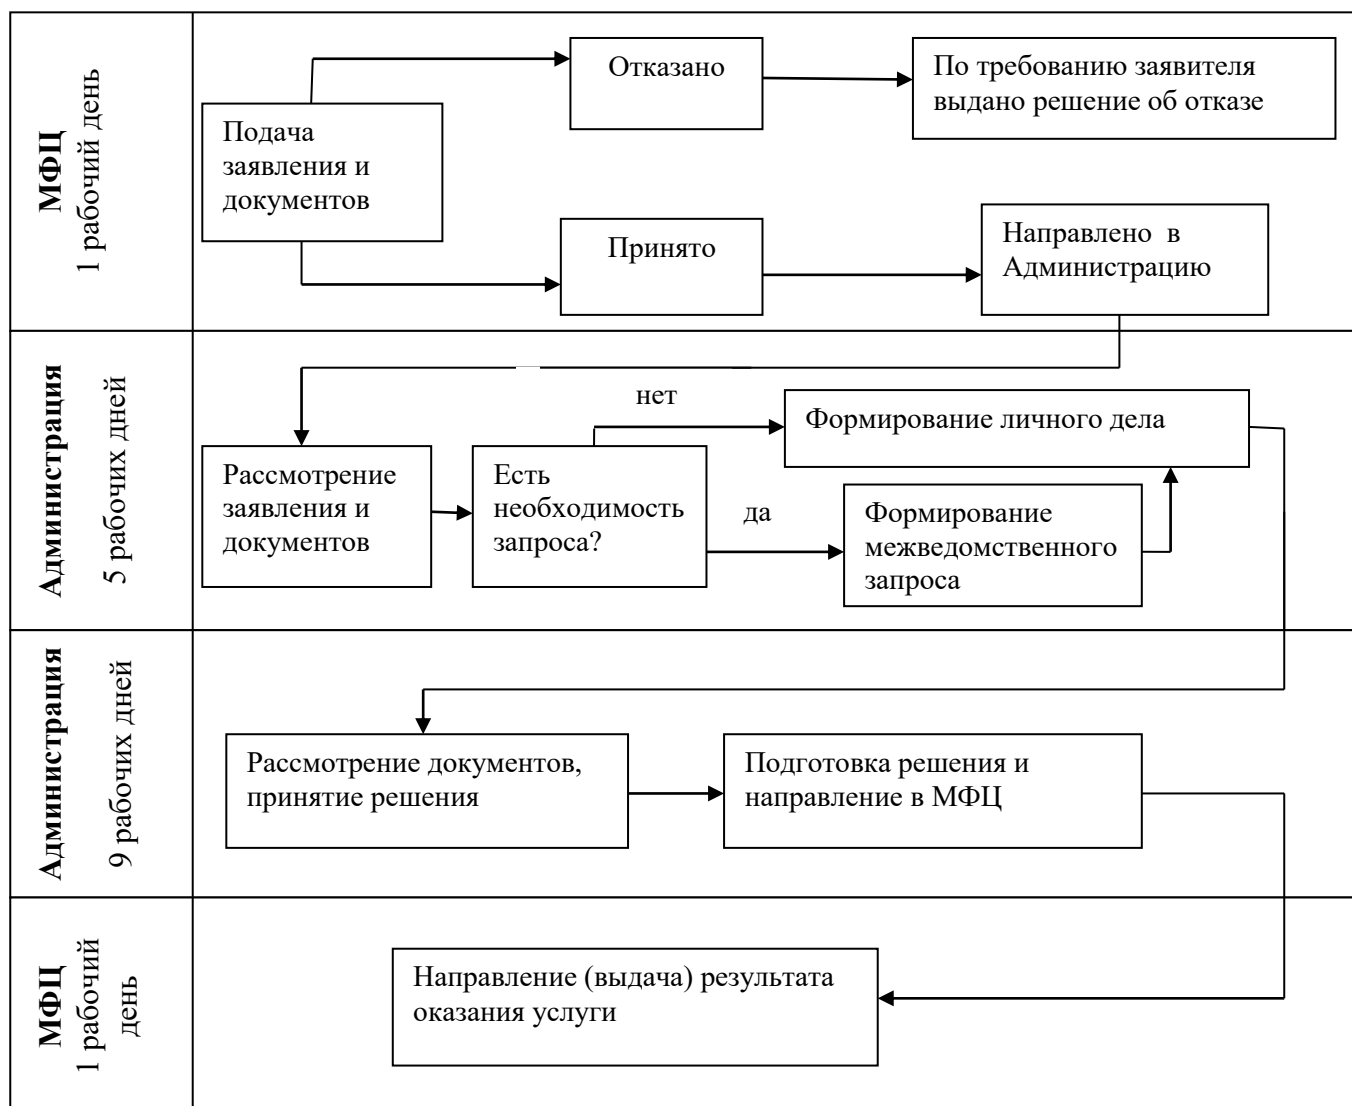 МФЦ
1 рабочий день
Подача
заявления и
документов
Отказано
По требованию заявителя
выдано решение об отказе
Принято
Направлено в
Администрацию
Администрация
5 рабочих дней
Рассмотрение
заявления и
документов
Есть
необходимость
запроса?
нет
Формирование личного дела
да
Формирование
межведомственного
запроса
Администрация
9 рабочих дней
Рассмотрение документов,
принятие решения
Подготовка решения и
направление в МФЦ
МФЦ
1 рабочий
день
Направление (выдача) результата
оказания услуги